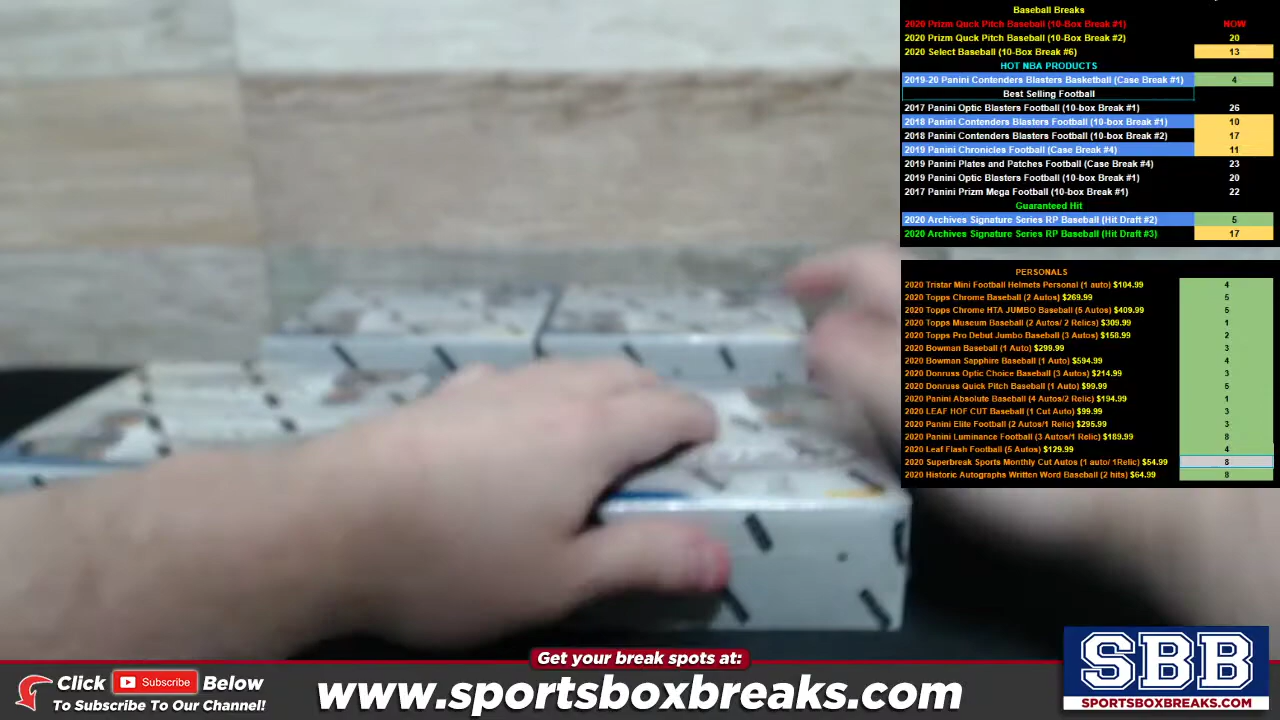 Baseball Breaks
2020 Prizm Quck Pitch Baseball (10-Box Break #1) NOW
2020 Prizm Quck Pitch Baseball (10-Box Break #2) 20
2020 Select Baseball (10-Box Break #6) 13
HOT NBA PRODUCTS
2019-20 Panini Contenders Blasters Basketball (Case Break #1) 4
Best Selling Football
2017 Panini Optic Blasters Football (10-box Break #1) 26
2018 Panini Contenders Blasters Football (10-box Break #1) 10
2018 Panini Contenders Blasters Football (10-box Break #2) 17
2019 Panini Chronicles Football (Case Break #4) 11
2019 Panini Plates and Patches Football (Case Break #4) 23
2019 Panini Optic Blasters Football (10-box Break #1) 20
2017 Panini Prizm Mega Football (10-box Break #1) 22
Guaranteed Hit
2020 Archives Signature Series RP Baseball (Hit Draft #2) 5
2020 Archives Signature Series RP Baseball (Hit Draft #3) 17
PERSONALS
2020 Tristar Mini Football Helmets Personal (1 auto) $104.99 4
2020 Topps Chrome Baseball (2 Autos) $269.99 5
2020 Topps Chrome HTA JUMBO Baseball (5 Autos) $409.99 5
2020 Topps Museum Baseball (2 Autos/ 2 Relics) $309.99 1
2020 Topps Pro Debut Jumbo Baseball (3 Autos) $158.99 2
2020 Bowman Baseball (1 Auto) $299.99 3
2020 Bowman Sapphire Baseball (1 Auto) $594.99 4
2020 Donruss Optic Choice Baseball (3 Autos) $214.99 3
2020 Donruss Quick Pitch Baseball (1 Auto) $99.99 5
2020 Panini Absolute Baseball (4 Autos/2 Relic) $194.99 1
2020 LEAF HOF CUT Baseball (1 Cut Auto) $99.99 3
2020 Panini Elite Football (2 Autos/1 Relic) $295.99 3
2020 Panini Luminance Football (3 Autos/1 Relic) $189.99 8
2020 Leaf Flash Football (5 Autos) $129.99 4
2020 Superbreak Sports Monthly Cut Autos (1 auto/ 1Relic) $54.99 8
2020 Historic Autographs Written Word Baseball (2 hits) $64.99 8
Get your break spots at:
Click Subscribe Below
To Subscribe To Our Channel!
www.sportsboxbreaks.com
SBB
SPORTSBOXBREAKS.COM